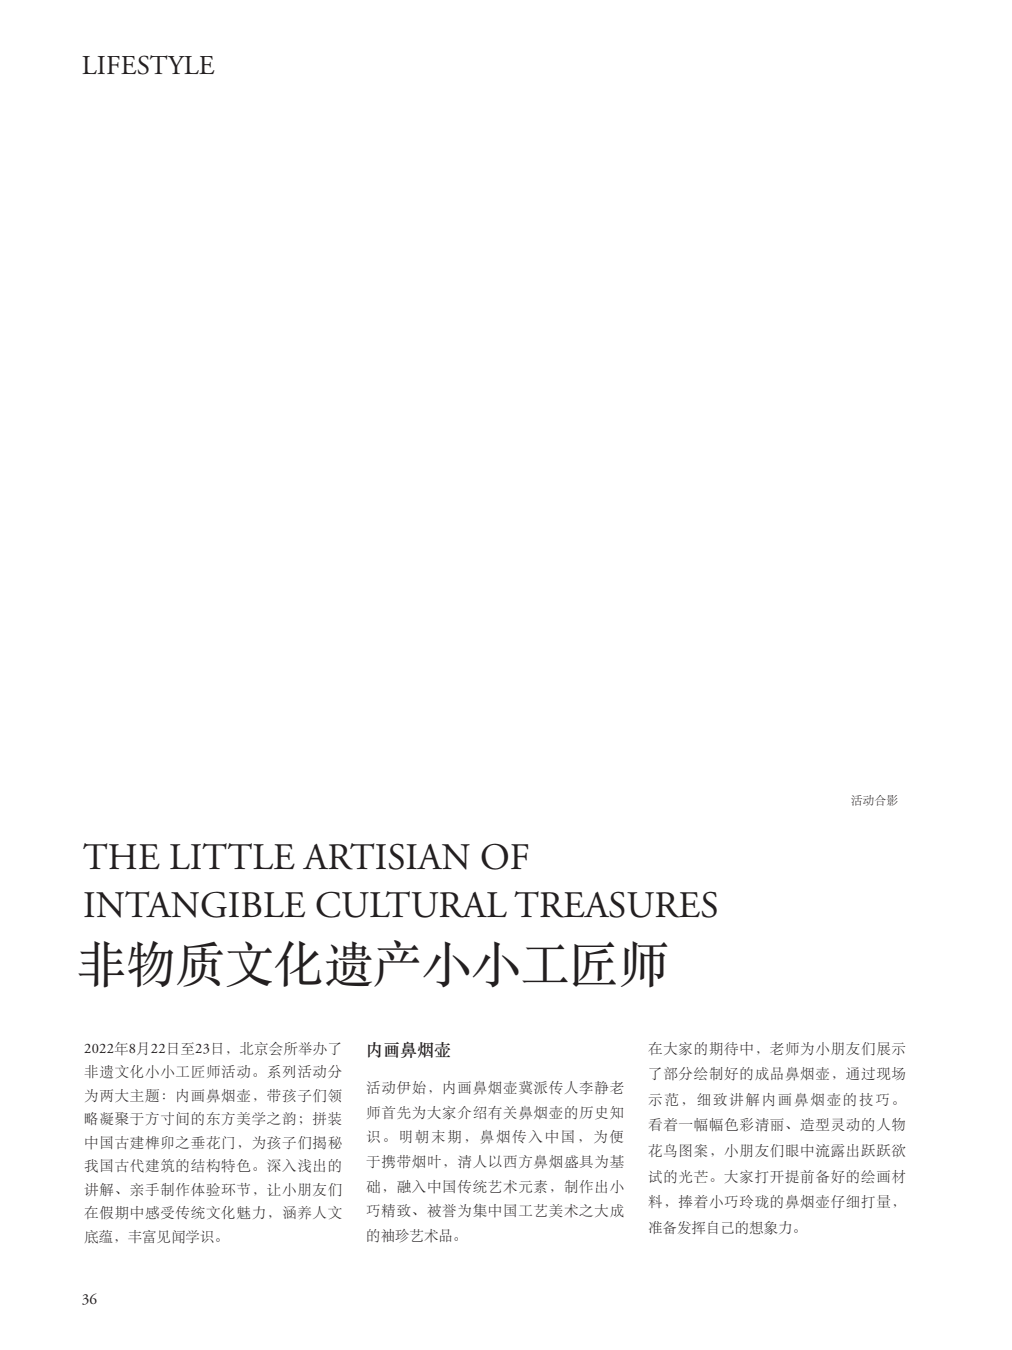 LIFESTYLE
活动合影
THE LITTLE ARTISIAN OF
INTANGIBLE CULTURAL TREASURES
非物质文化遗产小小工匠师
2022年8月22日至23日，北京会所举办了
非遗文化小小工匠师活动。系列活动分
为两大主题：内画鼻烟壶，带孩子们领
略凝聚于方寸间的东方美学之韵；拼装
中国古建榫卯之垂花门，为孩子们揭秘
我国古代建筑的结构特色。深入浅出的
讲解、亲手制作体验环节，让小朋友们
在假期中感受传统文化魅力，涵养人文
底蕴，丰富见闻学识。
内画鼻烟壶
活动伊始，内画鼻烟壶冀派传人李静老
师首先为大家介绍有关鼻烟壶的历史知
识。明朝末期，鼻烟传入中国，为便
于携带烟叶，清人以西方鼻烟盛具为基
础，融入中国传统艺术元素，制作出小
巧精致、被誉为集中国工艺美术之大成
的袖珍艺术品。
在大家的期待中，老师为小朋友们展示
了部分绘制好的成品鼻烟壶，通过现场
示范，细致讲解内画鼻烟壶的技巧。
看着一幅幅色彩清丽、造型灵动的人物
花鸟图案，小朋友们眼中流露出跃跃欲
试的光芒。大家打开提前备好的绘画材
料，捧着小巧玲珑的鼻烟壶仔细打量，
准备发挥自己的想象力。
36